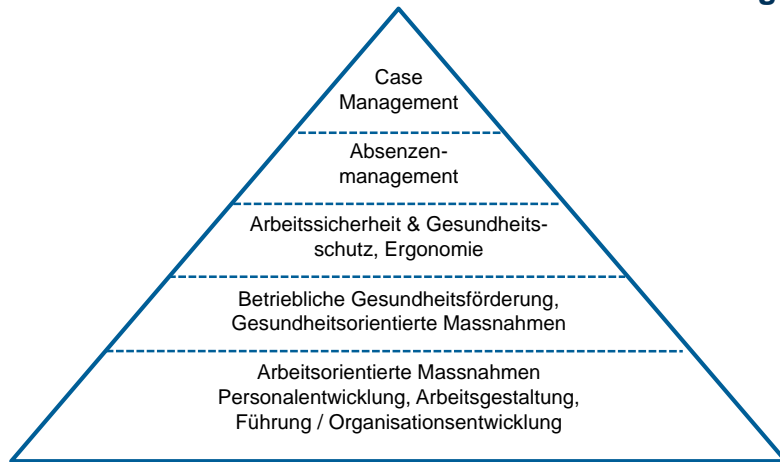 g
Case
Management
Absenzen-
management
Arbeitssicherheit & Gesundheits-
schutz, Ergonomie
Betriebliche Gesundheitsförderung,
Gesundheitsorientierte Massnahmen
Arbeitsorientierte Massnahmen
Personalentwicklung, Arbeitsgestaltung,
Führung / Organisationsentwicklung